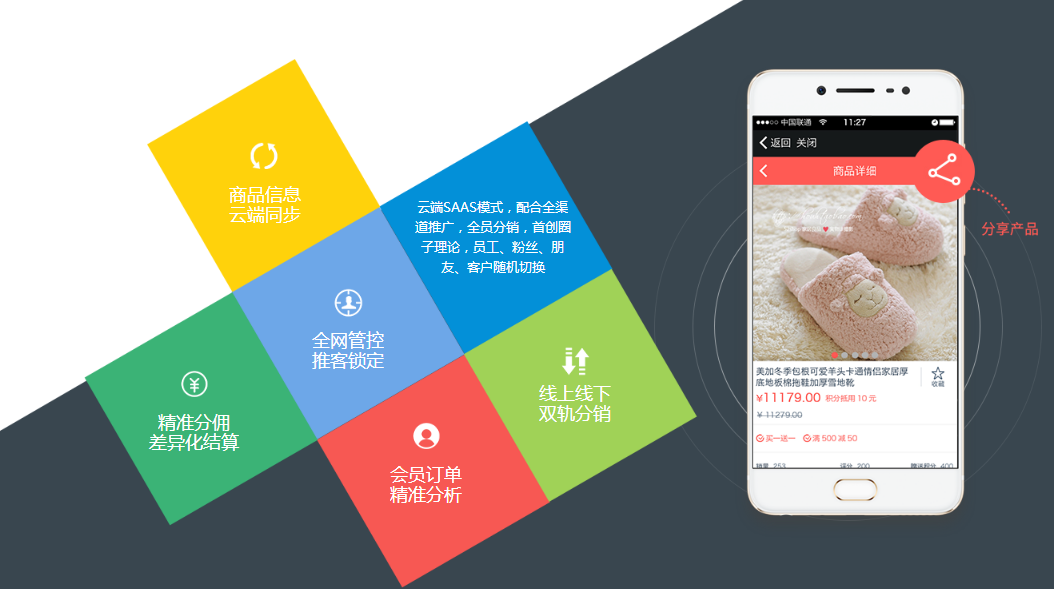 商品信息
云端同步
云端SAAS模式，配合全渠
道推广，全员分销，首创圈
子理论，员工、粉丝、朋
友、客户随机切换
全网管控
推客锁定
线上线下
双轨分销
精准分佣
差异化结算
会员订单
精准分析
中国联通 11:27
返回 关闭
商品详细
分享产品
美加冬季包根可爱羊头卡通情侣家居厚
底地板棉拖鞋加厚雪地靴
收藏
¥11179.00 积分抵用 10 元
¥ 11279.00
买一送一 满 500 减 50
销量 253 评分 200 赠送积分 400